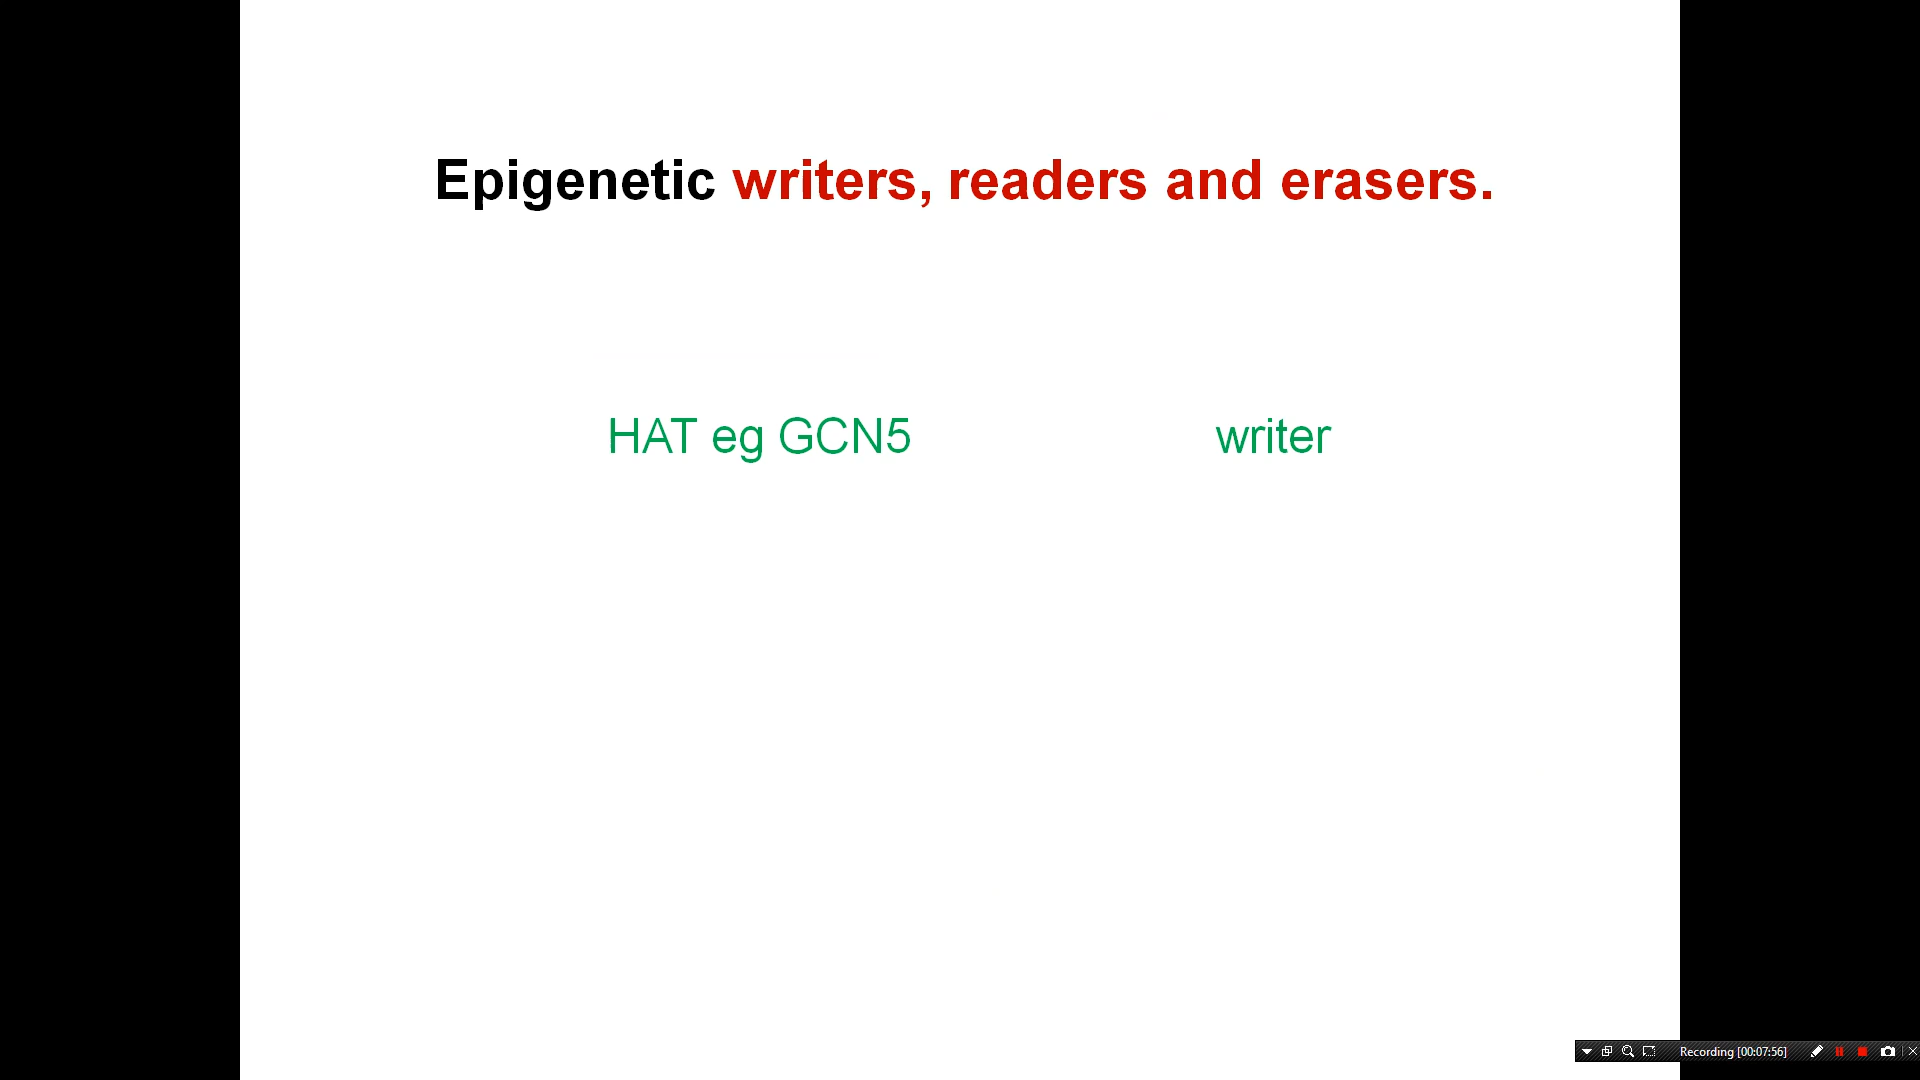 Epigenetic writers, readers and erasers.
HAT eg GCN5 writer
Recording [00:07:56]